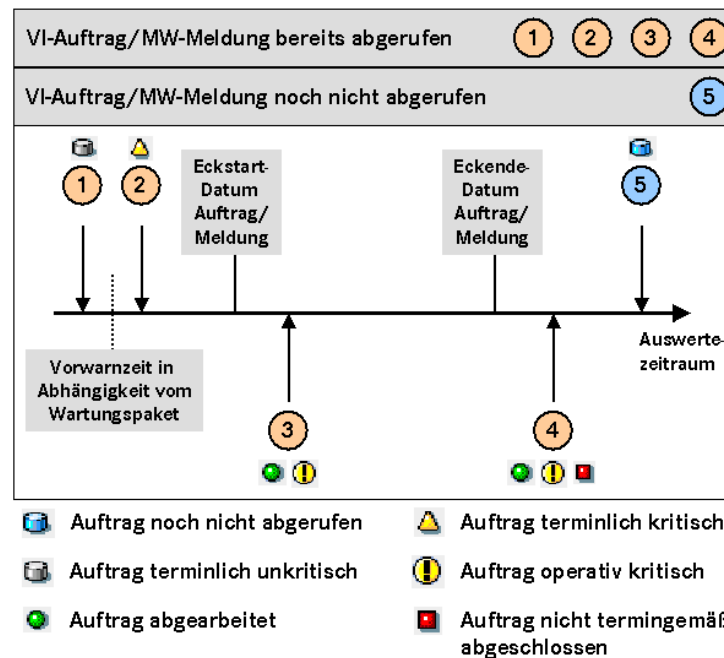 VI-Auftrag/MW-Meldung bereits abgerufen 1 2 3 4
VI-Auftrag/MW-Meldung noch nicht abgerufen 5
1 2 5
Eckstart-
Datum
Auftrag/
Meldung
Eckende-
Datum
Auftrag/
Meldung
Auswerte-
zeitraum
Vorwarnzeit in
Abhängigkeit vom
Wartungspaket
3 4
Auftrag noch nicht abgerufen
Auftrag terminlich kritisch
Auftrag terminlich unkritisch
Auftrag operativ kritisch
Auftrag abgearbeitet
Auftrag nicht termingemäß
abgeschlossen